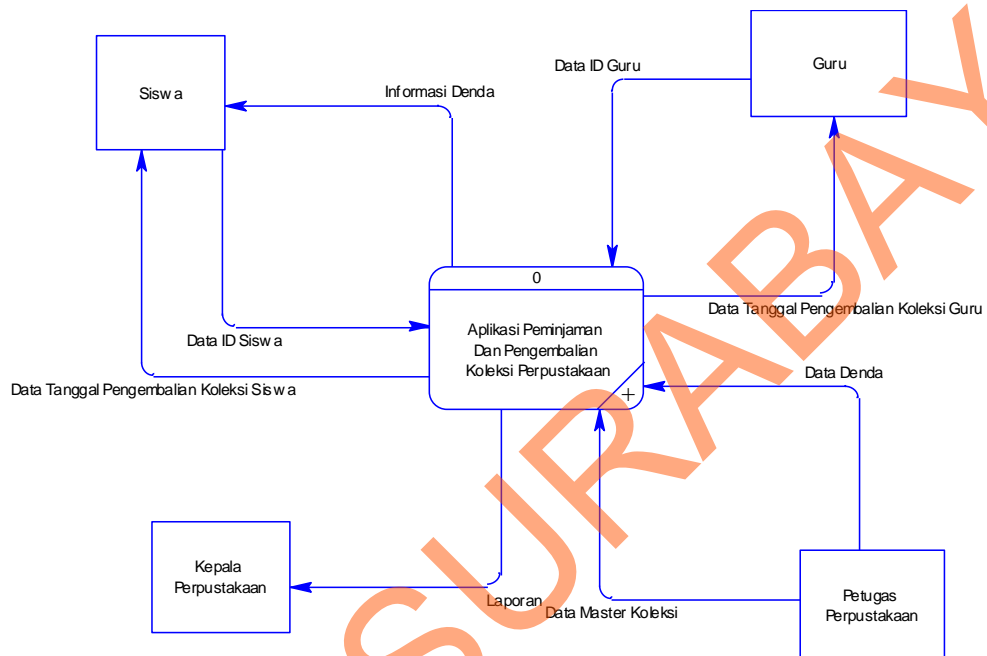 Siswa
Guru
Data ID Guru
Informasi Denda
0
Aplikasi Peminjaman
Dan Pengembalian
Koleksi Perpustakaan
+
Data Tanggal Pengembalian Koleksi Guru
Data ID Siswa
Data Denda
Data Tanggal Pengembalian Koleksi Siswa
Kepala
Perpustakaan
Laporan
Data Master Koleksi
Petugas
Perpustakaan
SURABAY